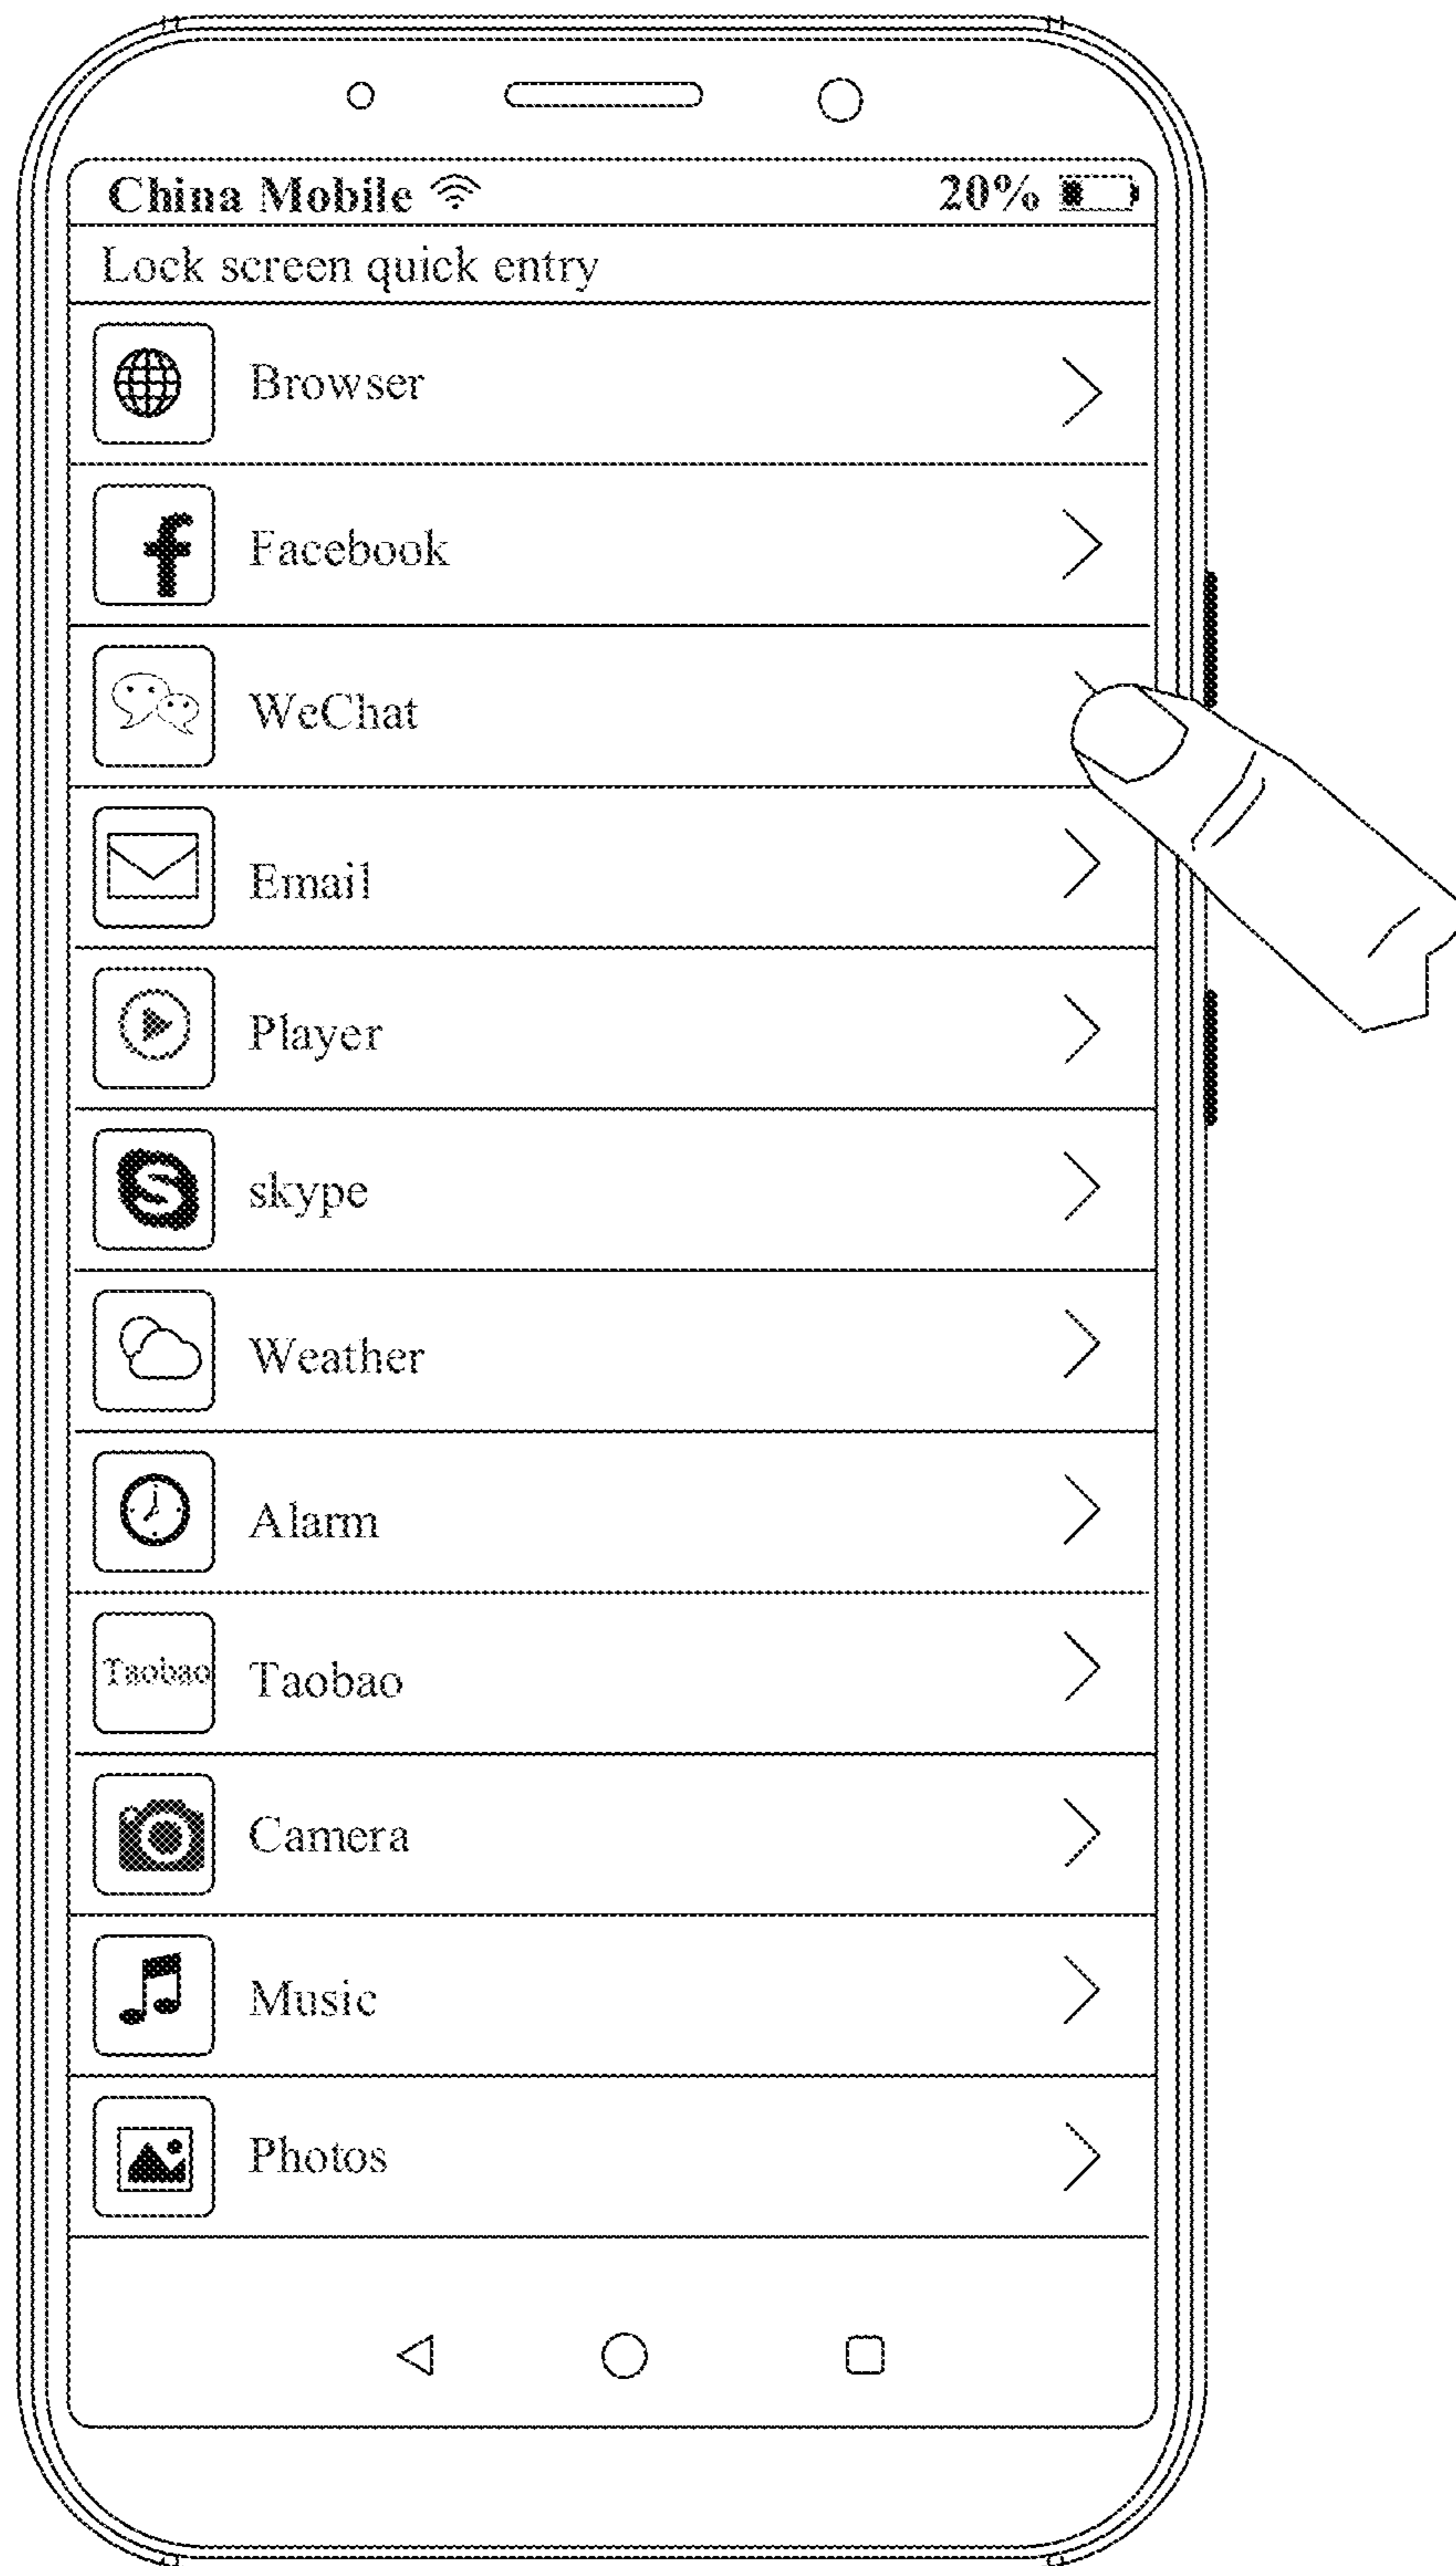 China Mobile 20%
Lock screen quick entry
Browser
Facebook
WeChat
Email
Player
skype
Weather
Alarm
Taobao Taobao
Camera
Music
Photos